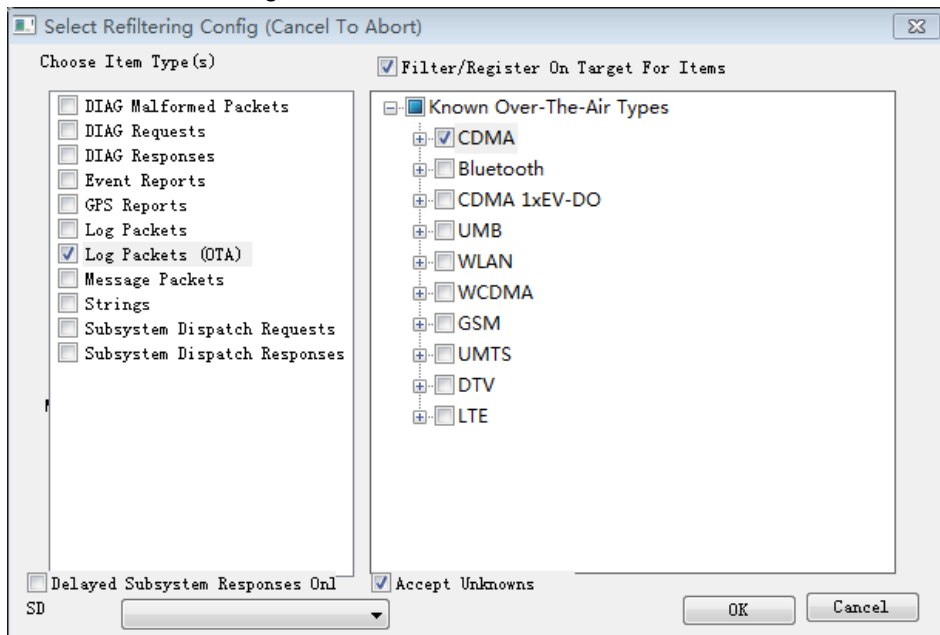 Select Refiltering Config (Cancel To Abort)
Choose Item Type(s)
Filter/Register On Target For Items
DIAG Malformed Packets
DIAG Requests
DIAG Responses
Event Reports
GPS Reports
Log Packets
Log Packets (OTA)
Message Packets
Strings
Subsystem Dispatch Requests
Subsystem Dispatch Responses
Known Over-The-Air Types
CDMA
Bluetooth
CDMA 1xEV-DO
UMB
WLAN
WCDMA
GSM
UMTS
DTV
LTE
Delayed Subsystem Responses Onl
Accept Unknowns
SD
OK
Cancel